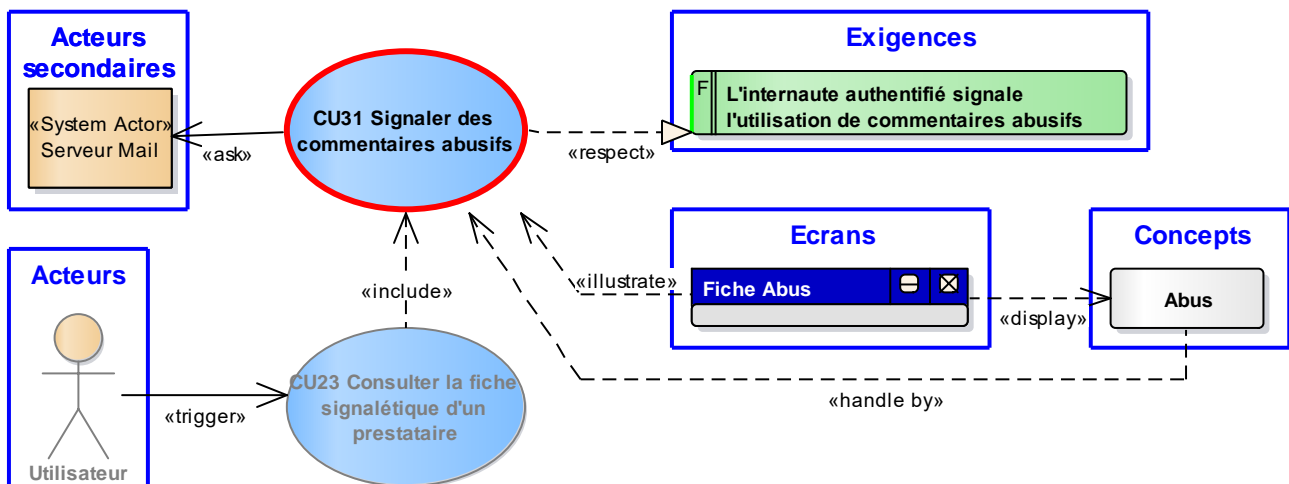 Acteurs
secondaires
«System Actor»
Serveur Mail
«ask»
CU31 Signaler des
commentaires abusifs
«respect»
Exigences
F
L'internaute authentifié signale
l'utilisation de commentaires abusifs
Acteurs
Utilisateur
«trigger»
«include»
CU23 Consulter la fiche
signalétique d'un
prestataire
«illustrate»
Ecrans
Fiche Abus
«display»
Concepts
Abus
«handle by»